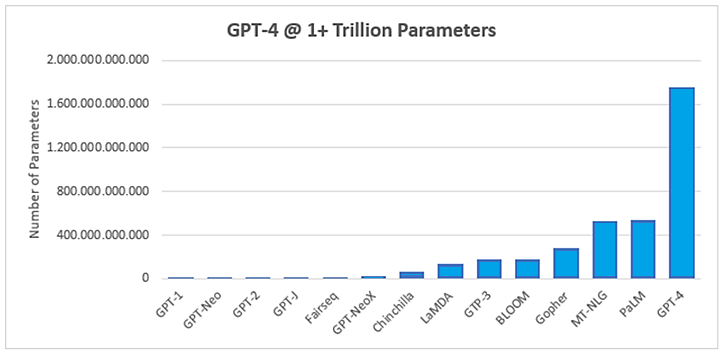 GPT-4 @ 1+ Trillion Parameters
2.000.000.000.000
1.600.000.000.000
1.200.000.000.000
800.000.000.000
400.000.000.000
0
Number of Parameters
GPT-1
GPT-Neo
GPT-2
GPT-J
Fairseq
GPT-NeoX
Chinchilla
LaMDA
GTP-3
BLOOM
Gopher
MT-NLG
PaLM
GPT-4